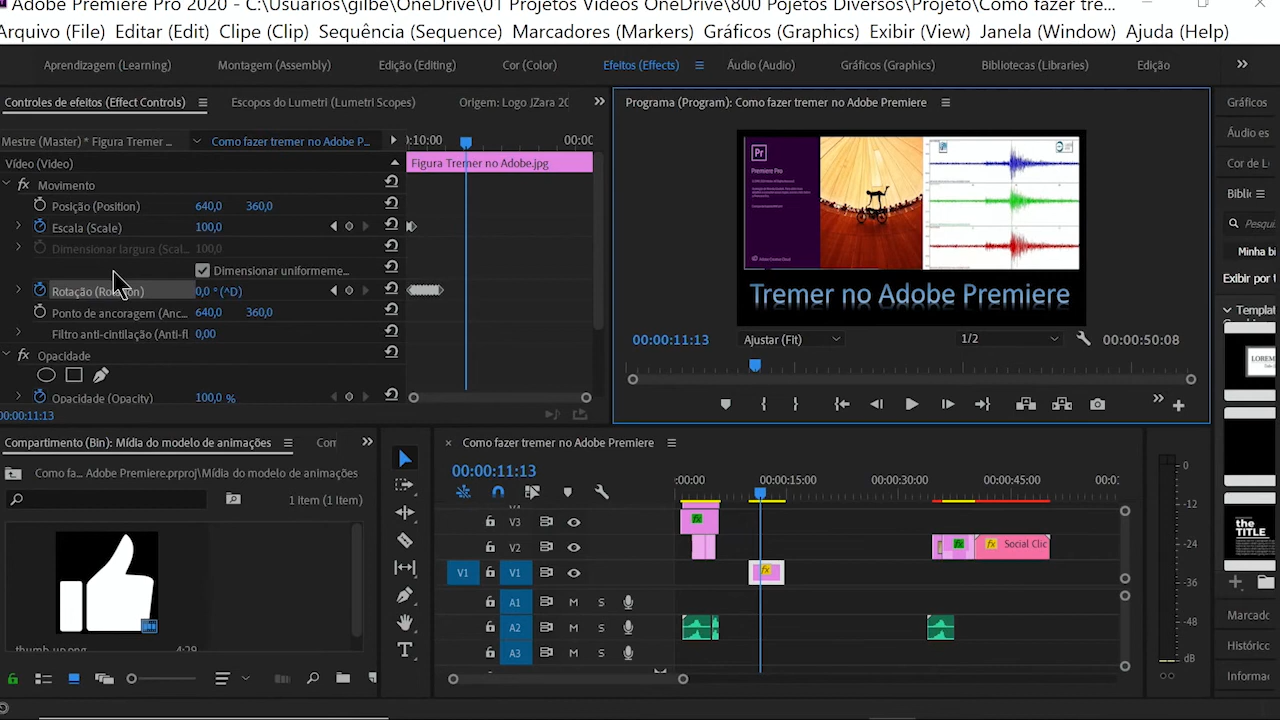 Adobe Premiere Pro 2020 - C:\Usuários\gilbe\OneDrive\01 Projetos Vídeos OneDrive\800 Pojetos Diversos\Projeto\Como fazer tre...
Arquivo (File) Editar (Edit) Clipe (Clip) Sequência (Sequence) Marcadores (Markers) Gráficos (Graphics) Exibir (View) Janela (Window) Ajuda (Help)
Aprendizagem (Learning) Montagem (Assembly) Edição (Editing) Cor (Color) Efeitos (Effects) Áudio (Audio) Gráficos (Graphics) Bibliotecas (Libraries) Edição
Controles de efeitos (Effect Controls) Escopos do Lumetri (Lumetri Scopes) Origem: Logo JZara 20
Mestre (Master) * Figura Tremer ... Como fazer tremer no Adobe P... :10:00 00:00
Vídeo (Vídeo)
Figura Tremer no Adobe.jpg
fx Movimento
Posição (Position) 640,0 360,0
Escala (Scale) 100,0
Dimensionar largura (Scal... 100,0
Dimensionar uniformeme...
Rotação (Rotation) 0,0 ° (^D)
Ponto de ancoragem (Anc... 640,0 360,0
Filtro anti-cintilação (Anti-fl 0,00
fx Opacidade
Opacidade (Opacity) 100,0 %
00:00:11:13
Programa (Program): Como fazer tremer no Adobe Premiere
Pr
Premiere Pro
Tremer no Adobe Premiere
00:00:11:13 Ajustar (Fit) 1/2 00:00:50:08
Gráficos
Áudio es
Cor de L
Biblic
Pesqui
Minha bi
Exibir por t
Templat
LOREM
the
TITLE
Marcado
Histórico
Informa
Compartimento (Bin): Mídia do modelo de animações Con
Como fa... Adobe Premiere.prproj\Mídia do modelo de animações
1 Item (1 Item)
thumb up.png 4:29
Como fazer tremer no Adobe Premiere
00:00:11:13 :00:00 00:00:15:00 00:00:30:00 00:00:45:00 00:0
V3 fx
V2 fx fx Social Clic
V1 V1 fx
A1 M S
A2 M S
A3 M S
T
0
-12
-24
-36
-48
dB